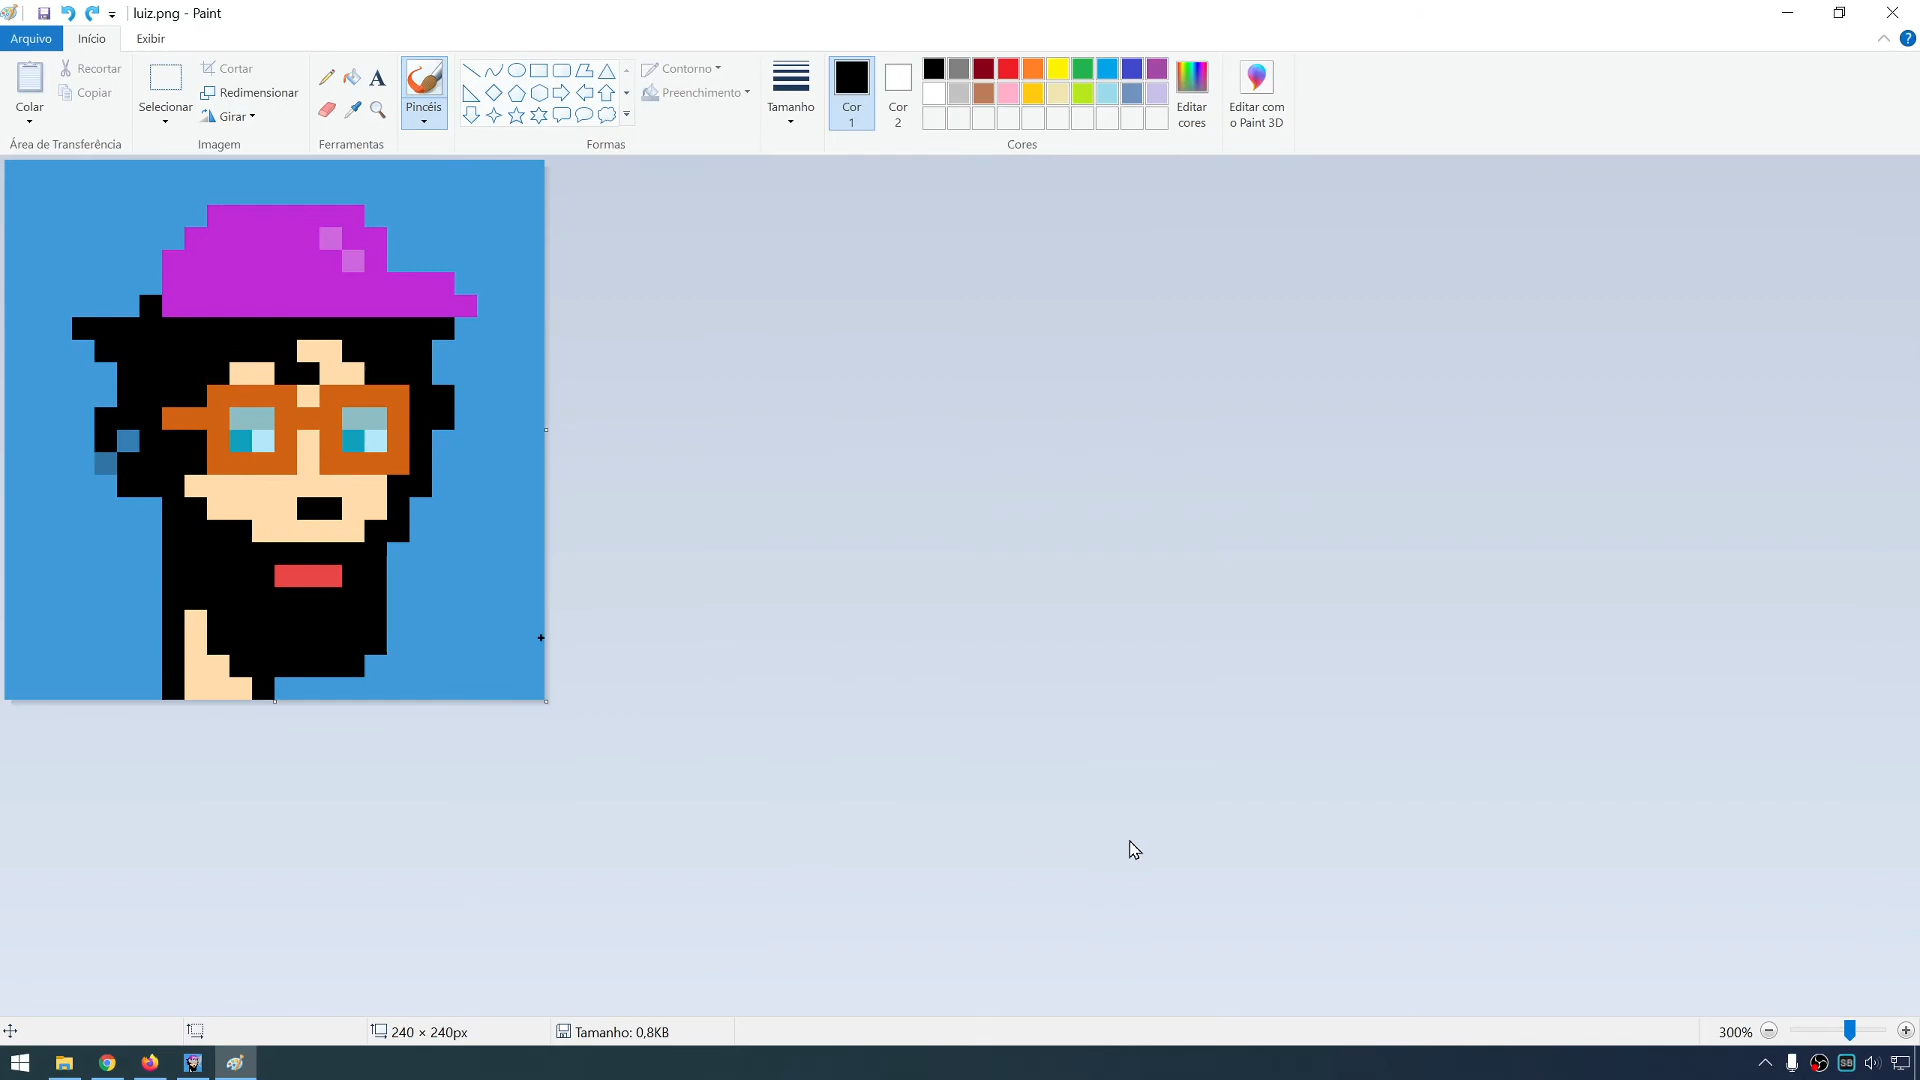 luiz.png - Paint
Arquivo
Início
Exibir
Colar
Recortar
Copiar
Área de Transferência
Selecionar
Cortar
Redimensionar
Girar
Imagem
A
Ferramentas
Pincéis
Formas
Contorno
Preenchimento
Tamanho
Cor
1
Cor
2
Cores
Editar
cores
Editar com
o Paint 3D
?
240 × 240px
Tamanho: 0,8KB
300%
SB